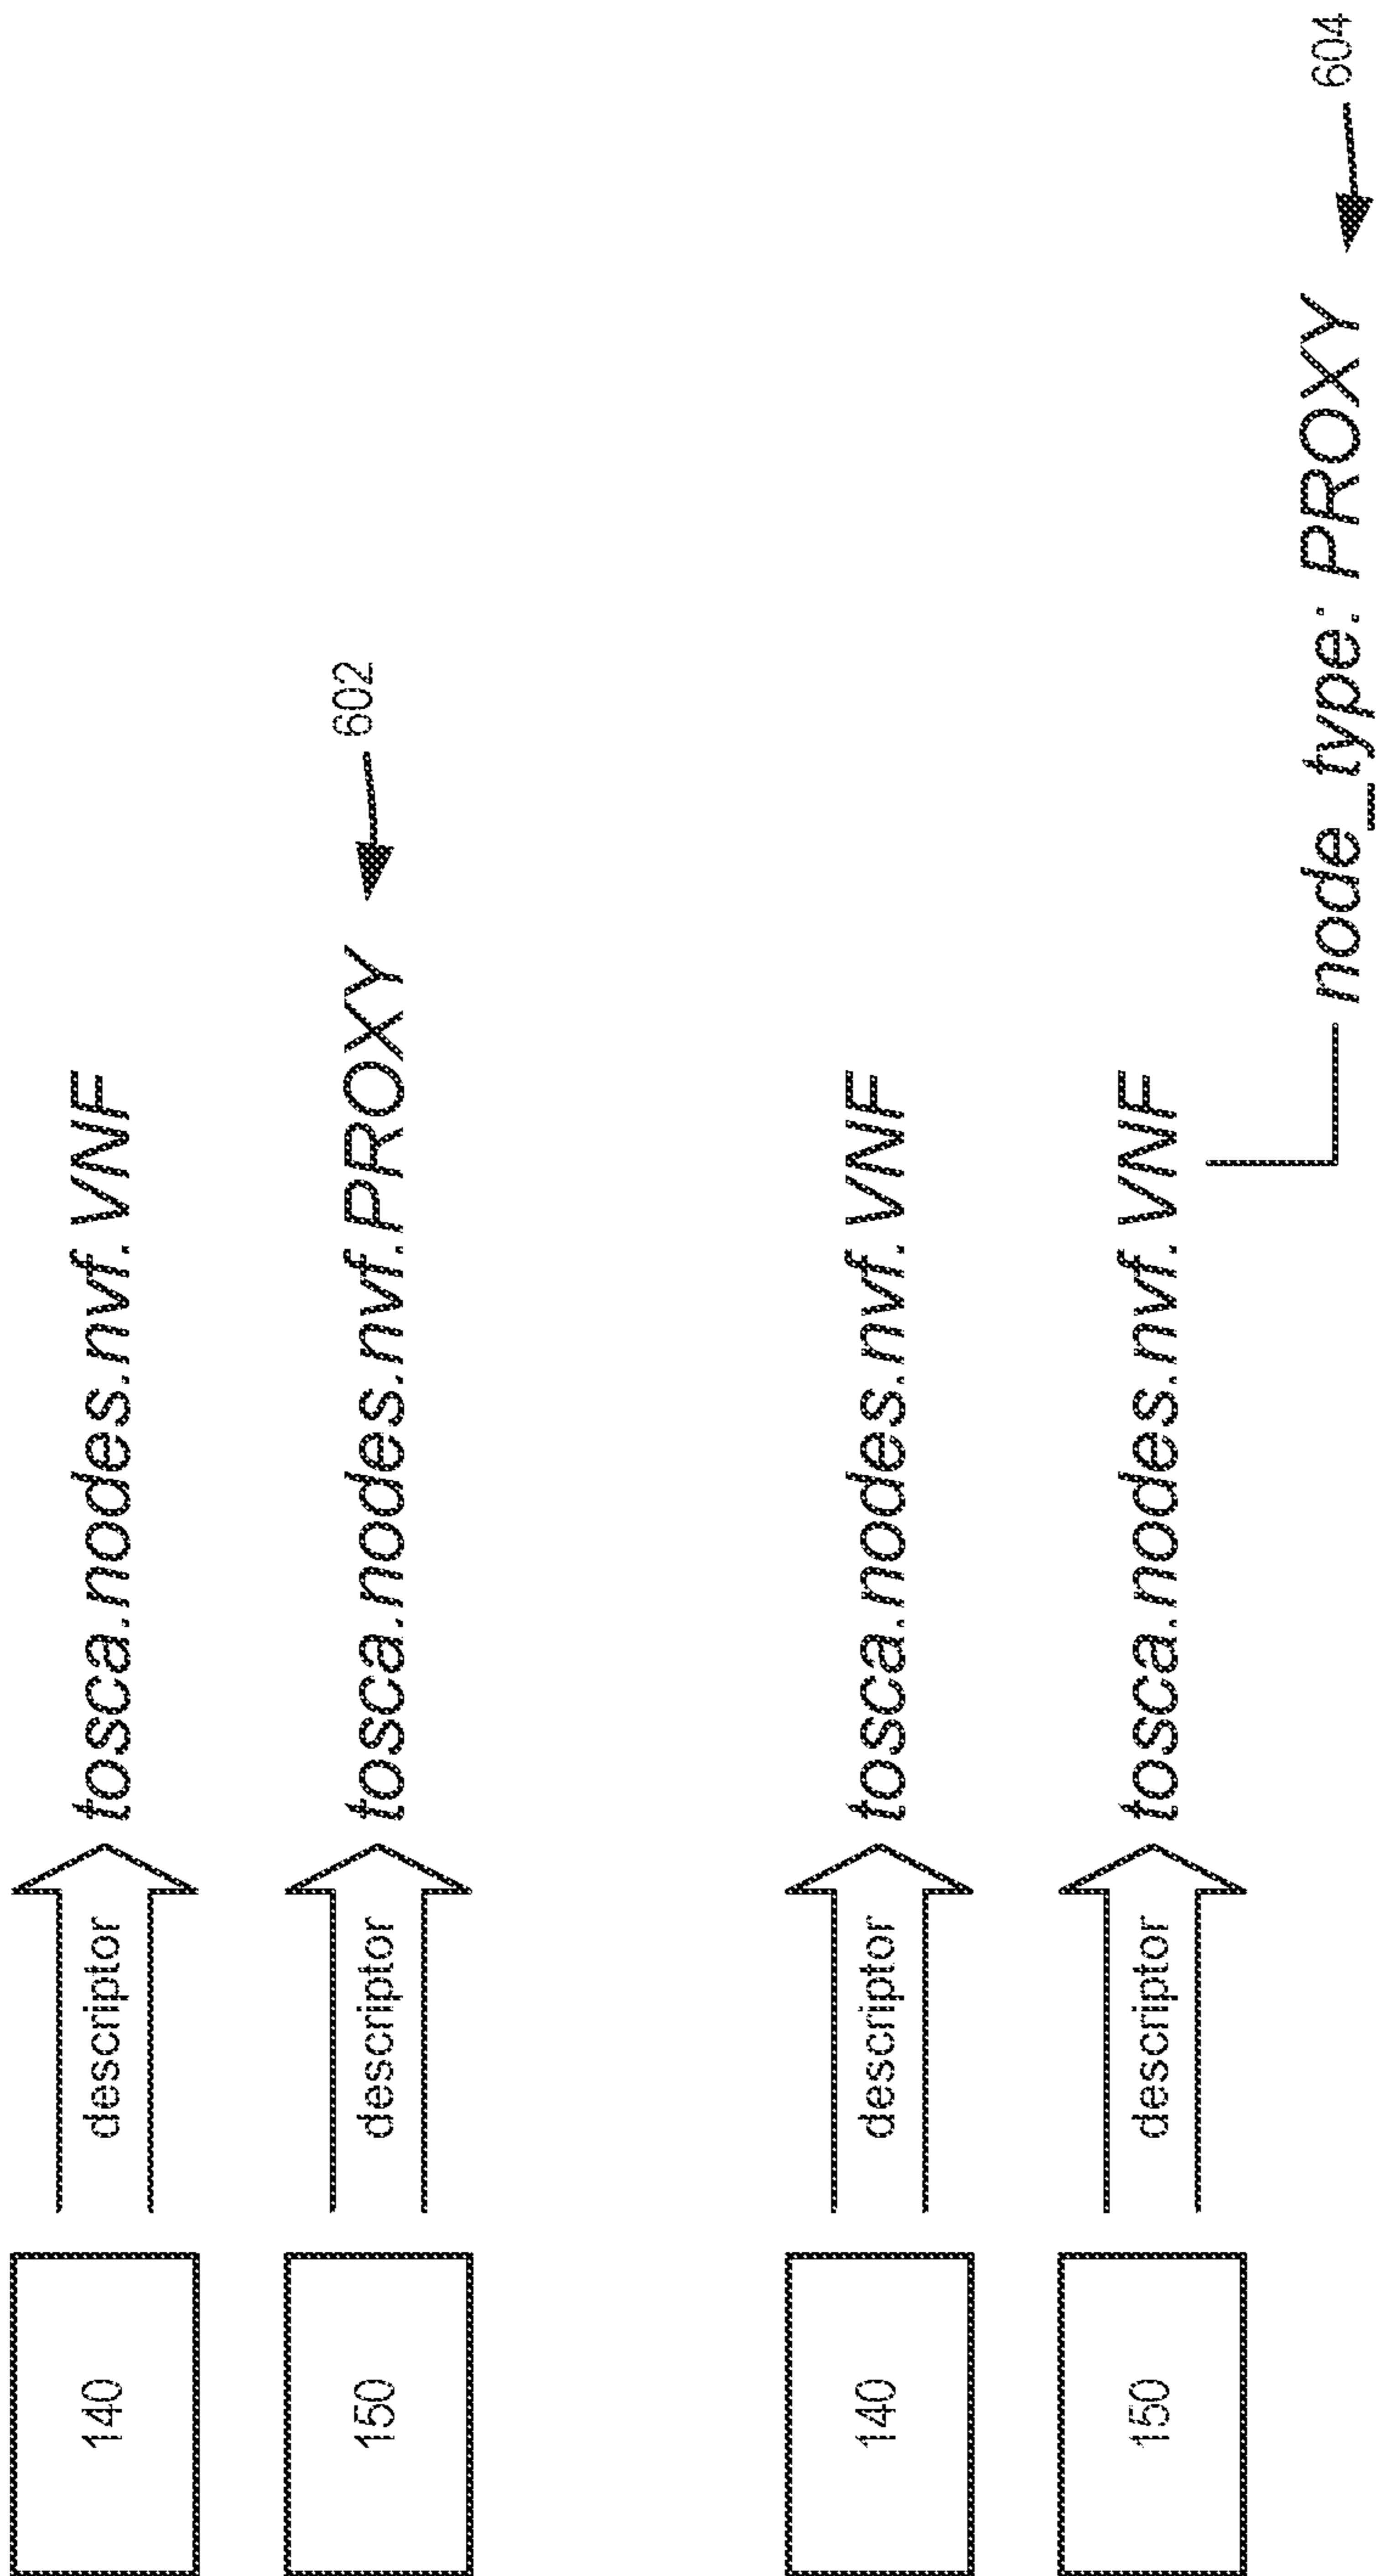 140 descriptor tosca.nodes.nvf.VNF
150 descriptor tosca.nodes.nvf.PROXY 602
140 descriptor tosca.nodes.nvf.VNF
150 descriptor tosca.nodes.nvf.VNF
node_type: PROXY 604